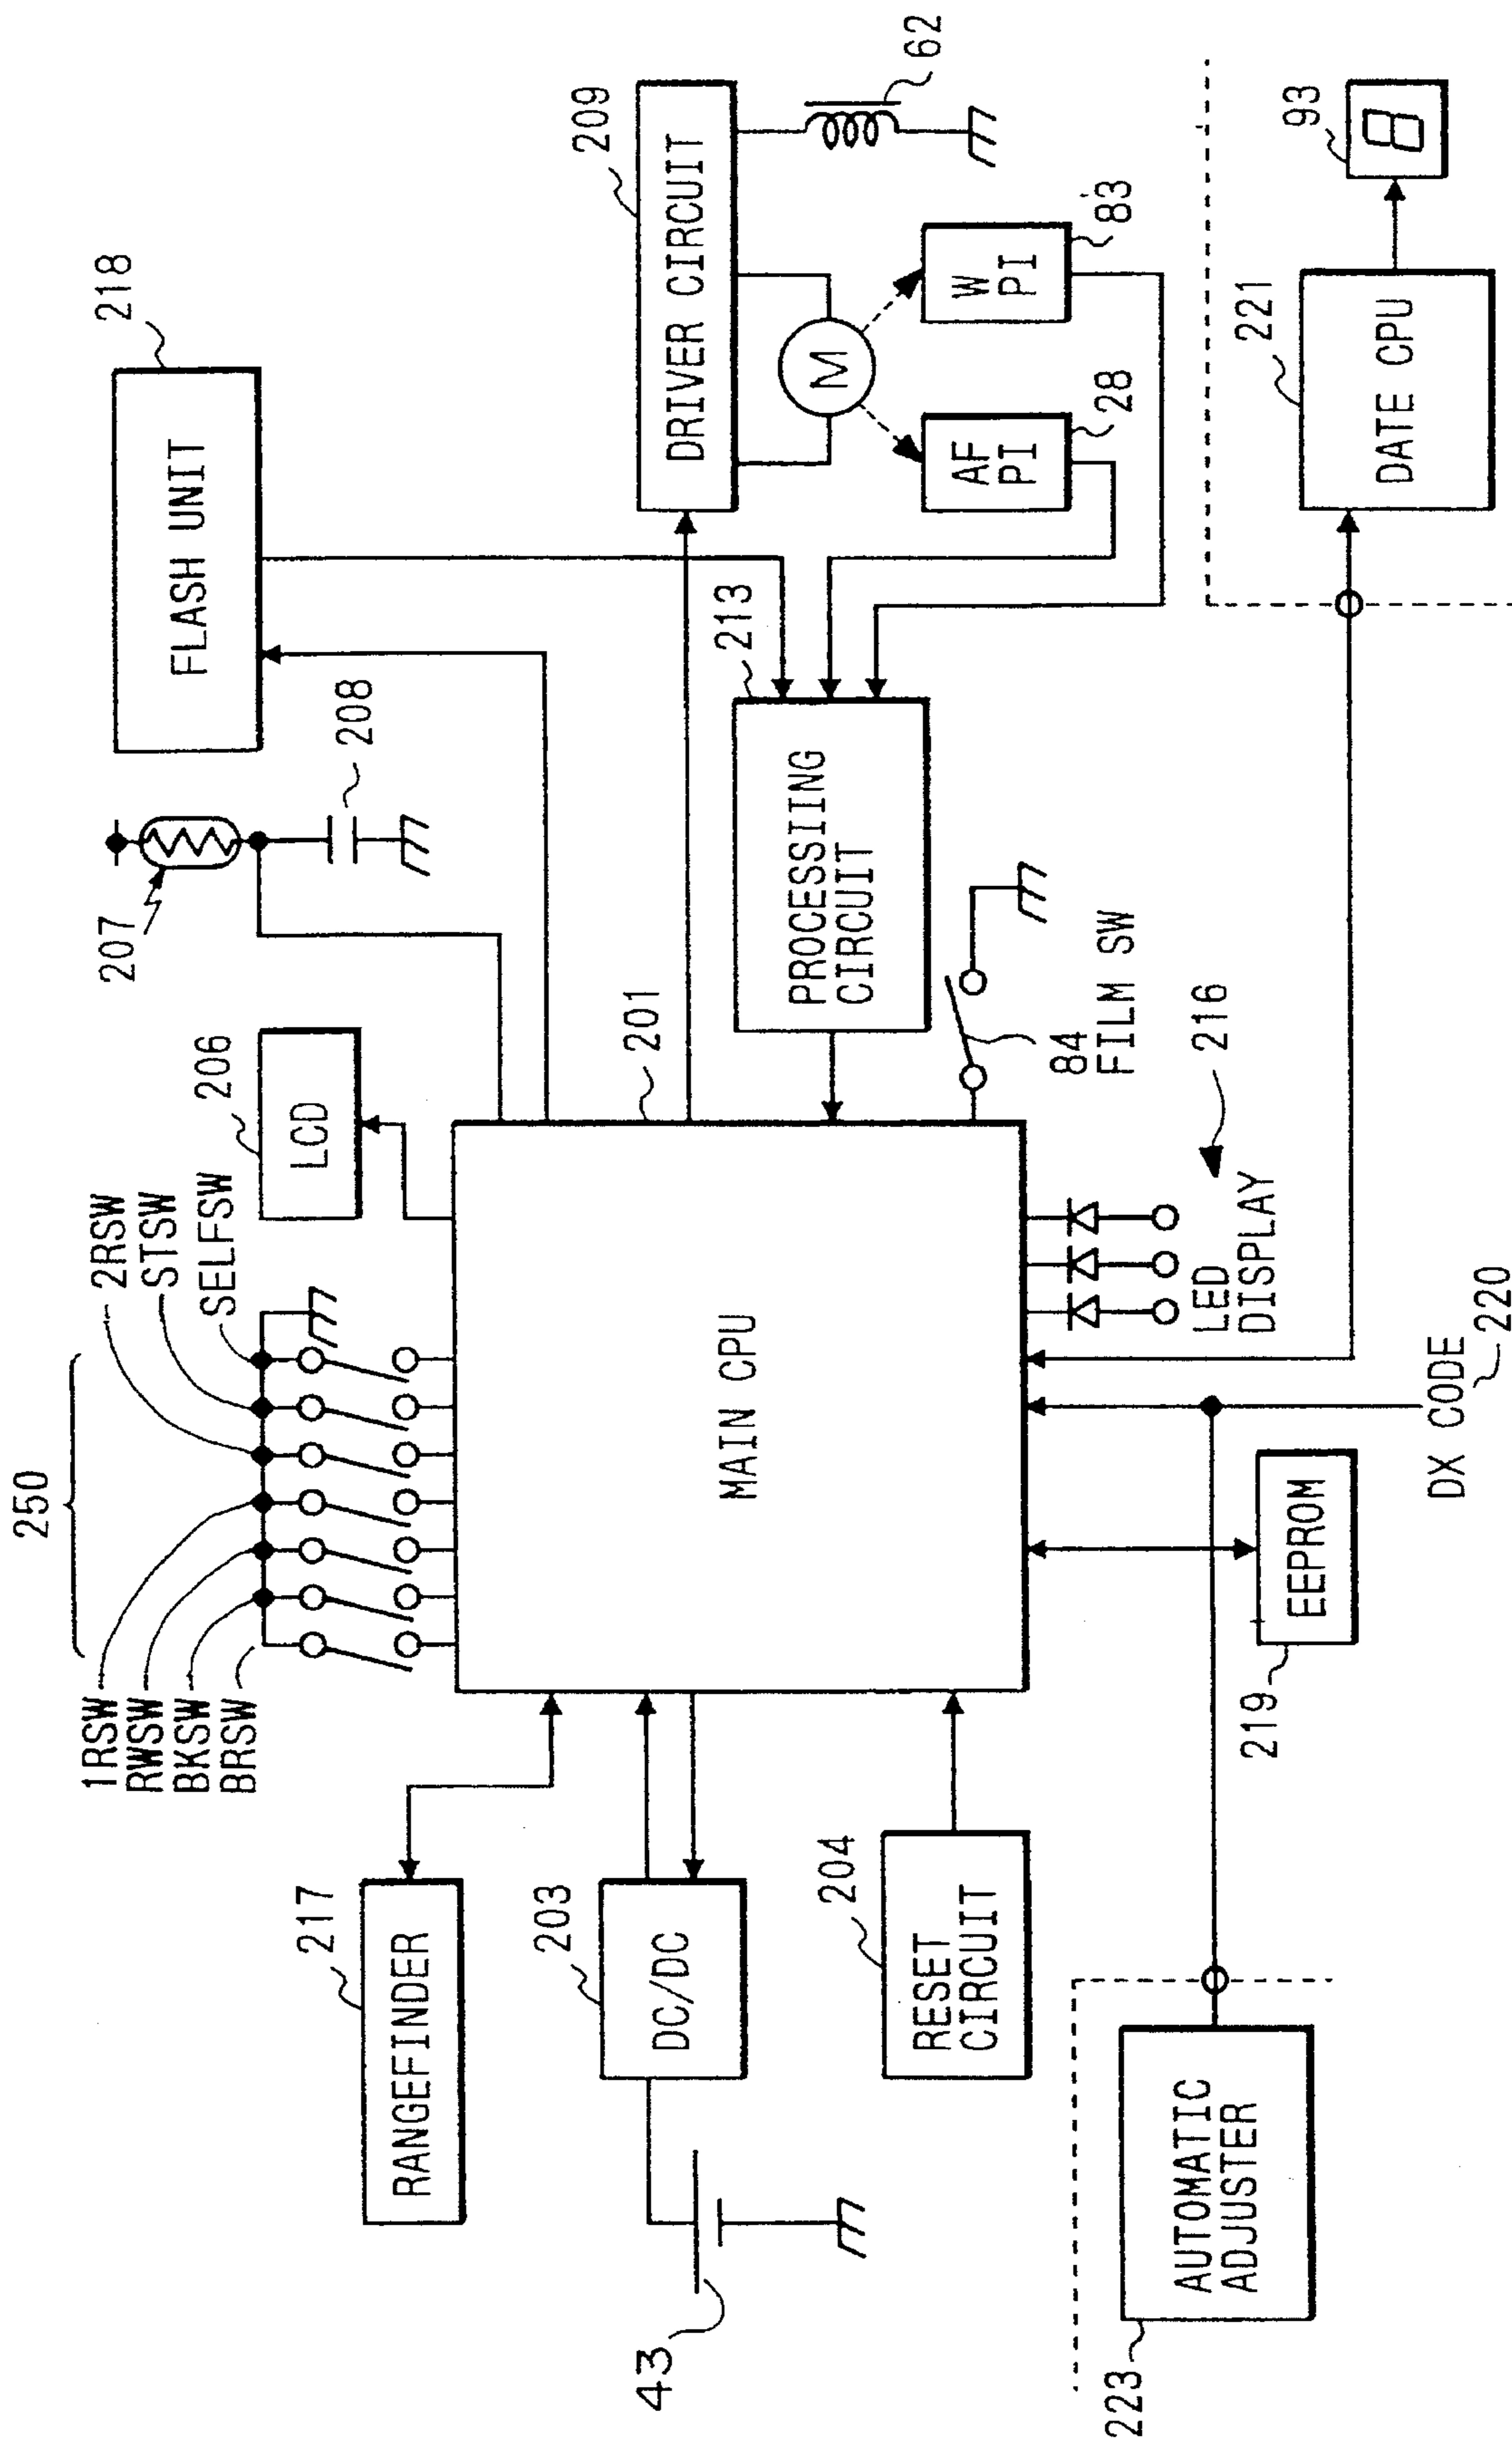 250
1RSW
RWSW
BKSW
BRSW
2RSW
STSW
SELFSW
206
LCD
207
208
218
FLASH UNIT
217
RANGEFINDER
203
DC/DC
43
204
RESET
CIRCUIT
201
MAIN CPU
213
PROCESSIING
CIRCUIT
209
DRIVER CIRCUIT
62
M
AF
PI
28
W
PI
83
84
FILM SW
216
LED
DISPLAY
219
EEPROM
DX CODE
220
223
AUTOMATIC
ADJUSTER
221
DATE CPU
93
8